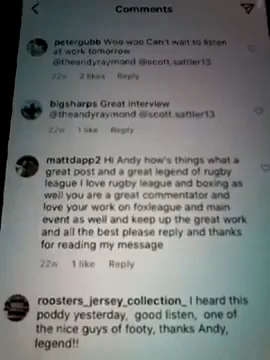 Comments
petergubb Woo woo Can't wait to listen
at work tomorrow
@theandyraymond @scott.sattler13
22w 2 likes Reply
bigsharps Great interview
@theandyraymond @scott.sattler13
22w 1 like Reply
mattdapp2 Hi Andy how's things what a
great post and a great legend of rugby
league I love rugby league and boxing as
well you are a great commentator and
love your work on foxleague and main
event as well and keep up the great work
and all the best please reply and thanks
for reading my message
22w 1 like Reply
roosters_jersey_collection_ I heard this
poddy yesterday, good listen, one of
the nice guys of footy, thanks Andy,
legend!!